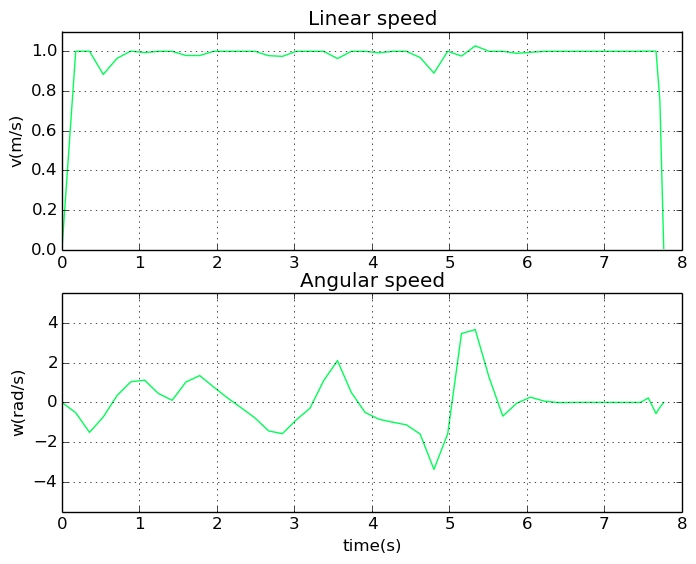 Linear speed
v(m/s)
1.0
0.8
0.6
0.4
0.2
0.0
0 1 2 3 4 5 6 7 8
Angular speed
w(rad/s)
4
2
0
−2
−4
0 1 2 3 4 5 6 7 8
time(s)